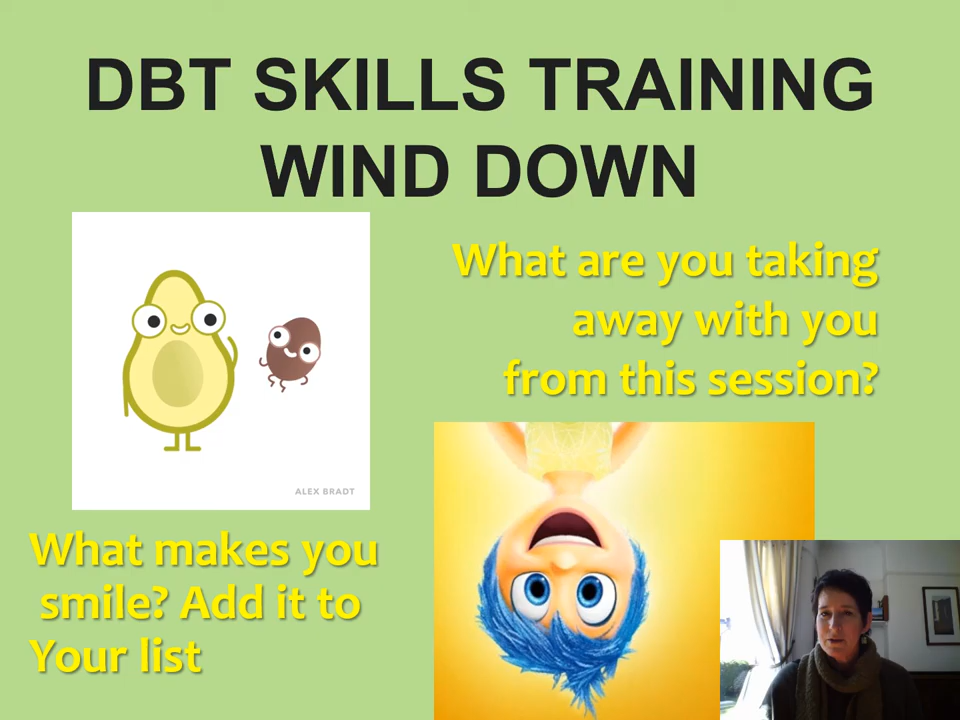 DBT SKILLS TRAINING
WIND DOWN
What are you taking
away with you
from this session?
ALEX BRADT
What makes you
smile? Add it to
Your list